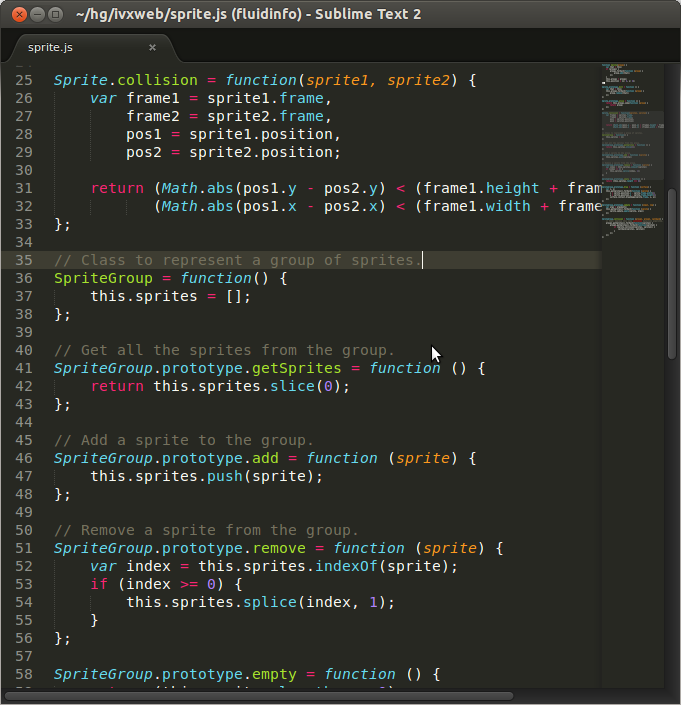 ~/hg/ivxweb/sprite.js (fluidinfo) - Sublime Text 2
sprite.js ×
25 Sprite.collision = function(sprite1, sprite2) {
26     var frame1 = sprite1.frame,
27         frame2 = sprite2.frame,
28         pos1 = sprite1.position,
29         pos2 = sprite2.position;
30
31     return (Math.abs(pos1.y - pos2.y) < (frame1.height + fram
32            (Math.abs(pos1.x - pos2.x) < (frame1.width + frame
33 };
34
35 // Class to represent a group of sprites.
36 SpriteGroup = function() {
37     this.sprites = [];
38 };
39
40 // Get all the sprites from the group.
41 SpriteGroup.prototype.getSprites = function () {
42     return this.sprites.slice(0);
43 };
44
45 // Add a sprite to the group.
46 SpriteGroup.prototype.add = function (sprite) {
47     this.sprites.push(sprite);
48 };
49
50 // Remove a sprite from the group.
51 SpriteGroup.prototype.remove = function (sprite) {
52     var index = this.sprites.indexOf(sprite);
53     if (index >= 0) {
54         this.sprites.splice(index, 1);
55     }
56 };
57
58 SpriteGroup.prototype.empty = function () {